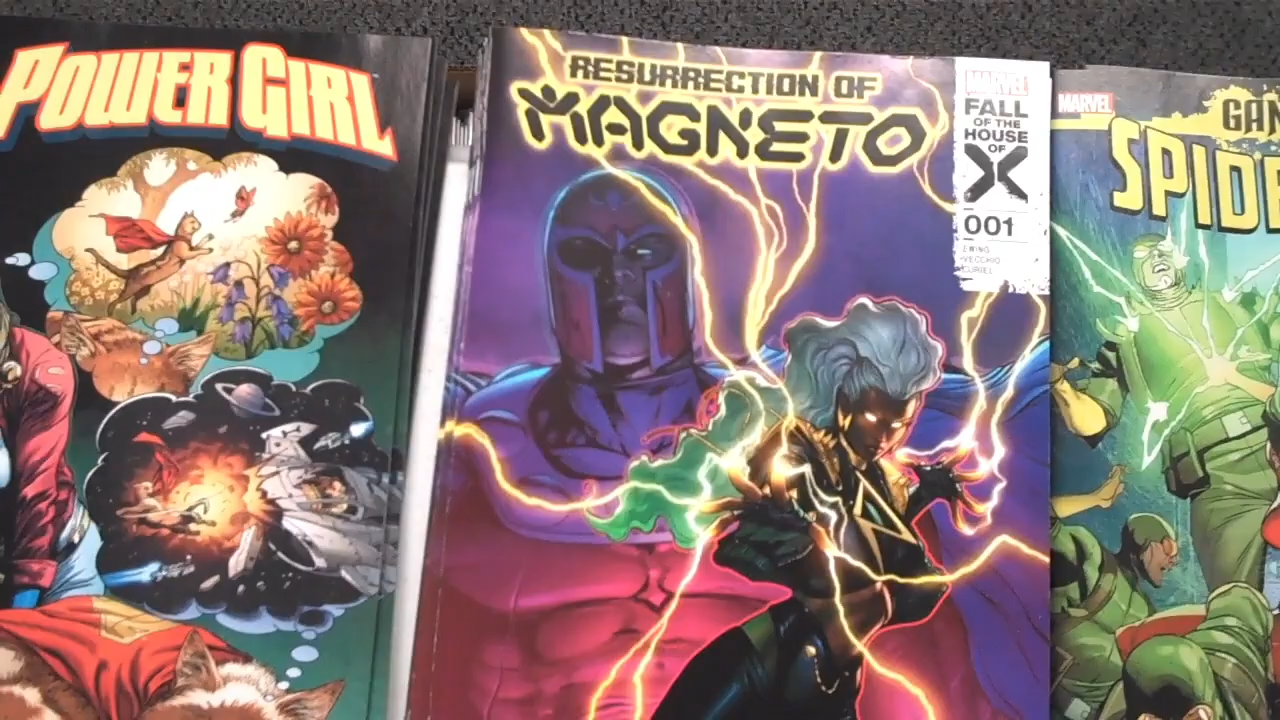 POWER GIRL
RESURRECTION OF
MAGNETO
MARVEL
FALL
OF THE
HOUSE
OF
X
001
EWING
VECCHIO
CURIEL
MARVEL
GAN
SPIDE